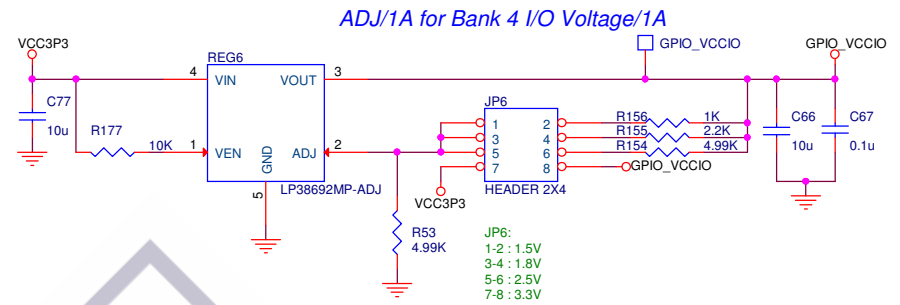 ADJ/1A for Bank 4 I/O Voltage/1A
VCC3P3
GPIO_VCCIO
GPIO_VCCIO
REG6
4 VIN VOUT 3
C77
10u
R177
10K
1 VEN ADJ 2
GND
5
LP38692MP-ADJ
JP6
1 2
3 4
5 6
7 8
HEADER 2X4
R156 1K
R155 2.2K
R154 4.99K
GPIO_VCCIO
VCC3P3
C66
10u
C67
0.1u
R53
4.99K
JP6:
1-2 : 1.5V
3-4 : 1.8V
5-6 : 2.5V
7-8 : 3.3V